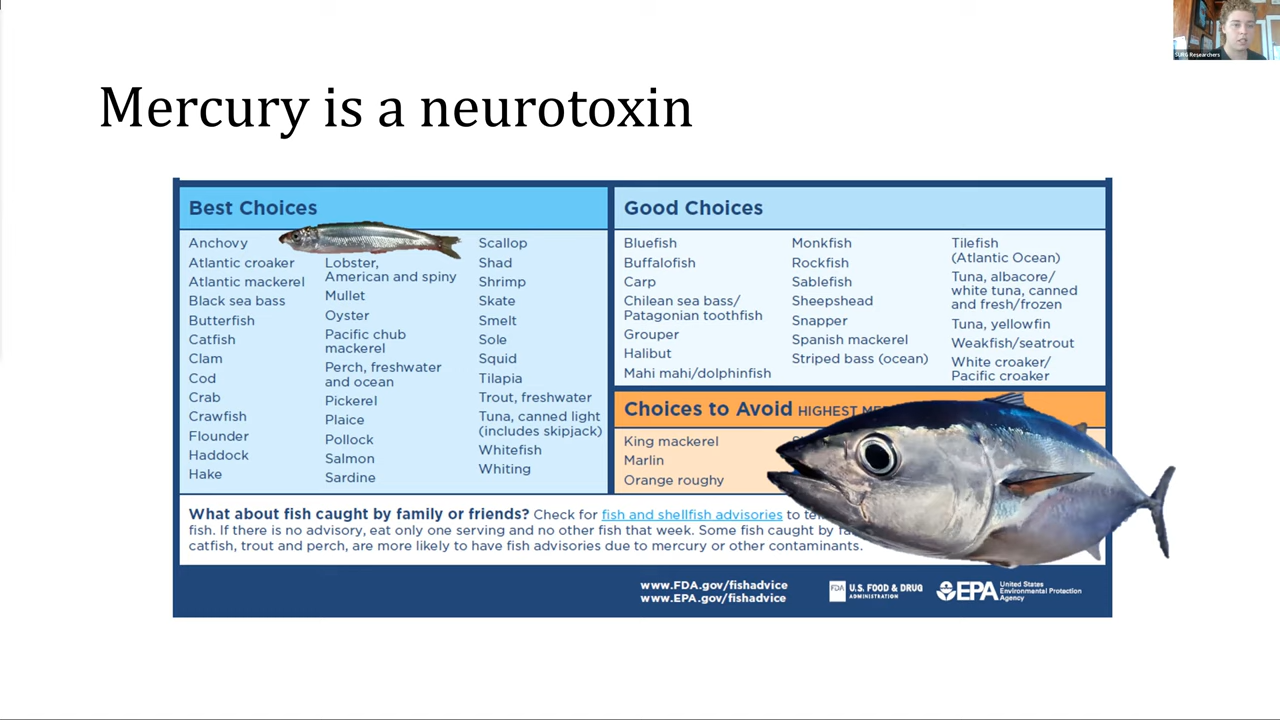 SURG Researchers
Mercury is a neurotoxin
Best Choices
Anchovy
Atlantic croaker
Atlantic mackerel
Black sea bass
Butterfish
Catfish
Clam
Cod
Crab
Crawfish
Flounder
Haddock
Hake
Lobster,
American and spiny
Mullet
Oyster
Pacific chub
mackerel
Perch, freshwater
and ocean
Pickerel
Plaice
Pollock
Salmon
Sardine
Scallop
Shad
Shrimp
Skate
Smelt
Sole
Squid
Tilapia
Trout, freshwater
Tuna, canned light
(includes skipjack)
Whitefish
Whiting
Good Choices
Bluefish
Buffalofish
Carp
Chilean sea bass/
Patagonian toothfish
Grouper
Halibut
Mahi mahi/dolphinfish
Monkfish
Rockfish
Sablefish
Sheepshead
Snapper
Spanish mackerel
Striped bass (ocean)
Tilefish
(Atlantic Ocean)
Tuna, albacore/
white tuna, canned
and fresh/frozen
Tuna, yellowfin
Weakfish/seatrout
White croaker/
Pacific croaker
Choices to Avoid HIGHEST
King mackerel
Marlin
Orange roughy
What about fish caught by family or friends? Check for fish and shellfish advisories to
fish. If there is no advisory, eat only one serving and no other fish that week. Some fish caught by
catfish, trout and perch, are more likely to have fish advisories due to mercury or other contaminants.
www.FDA.gov/fishadvice
www.EPA.gov/fishadvice
FDA U.S. FOOD & DRUG
ADMINISTRATION
EPA United States
Environmental Protection
Agency